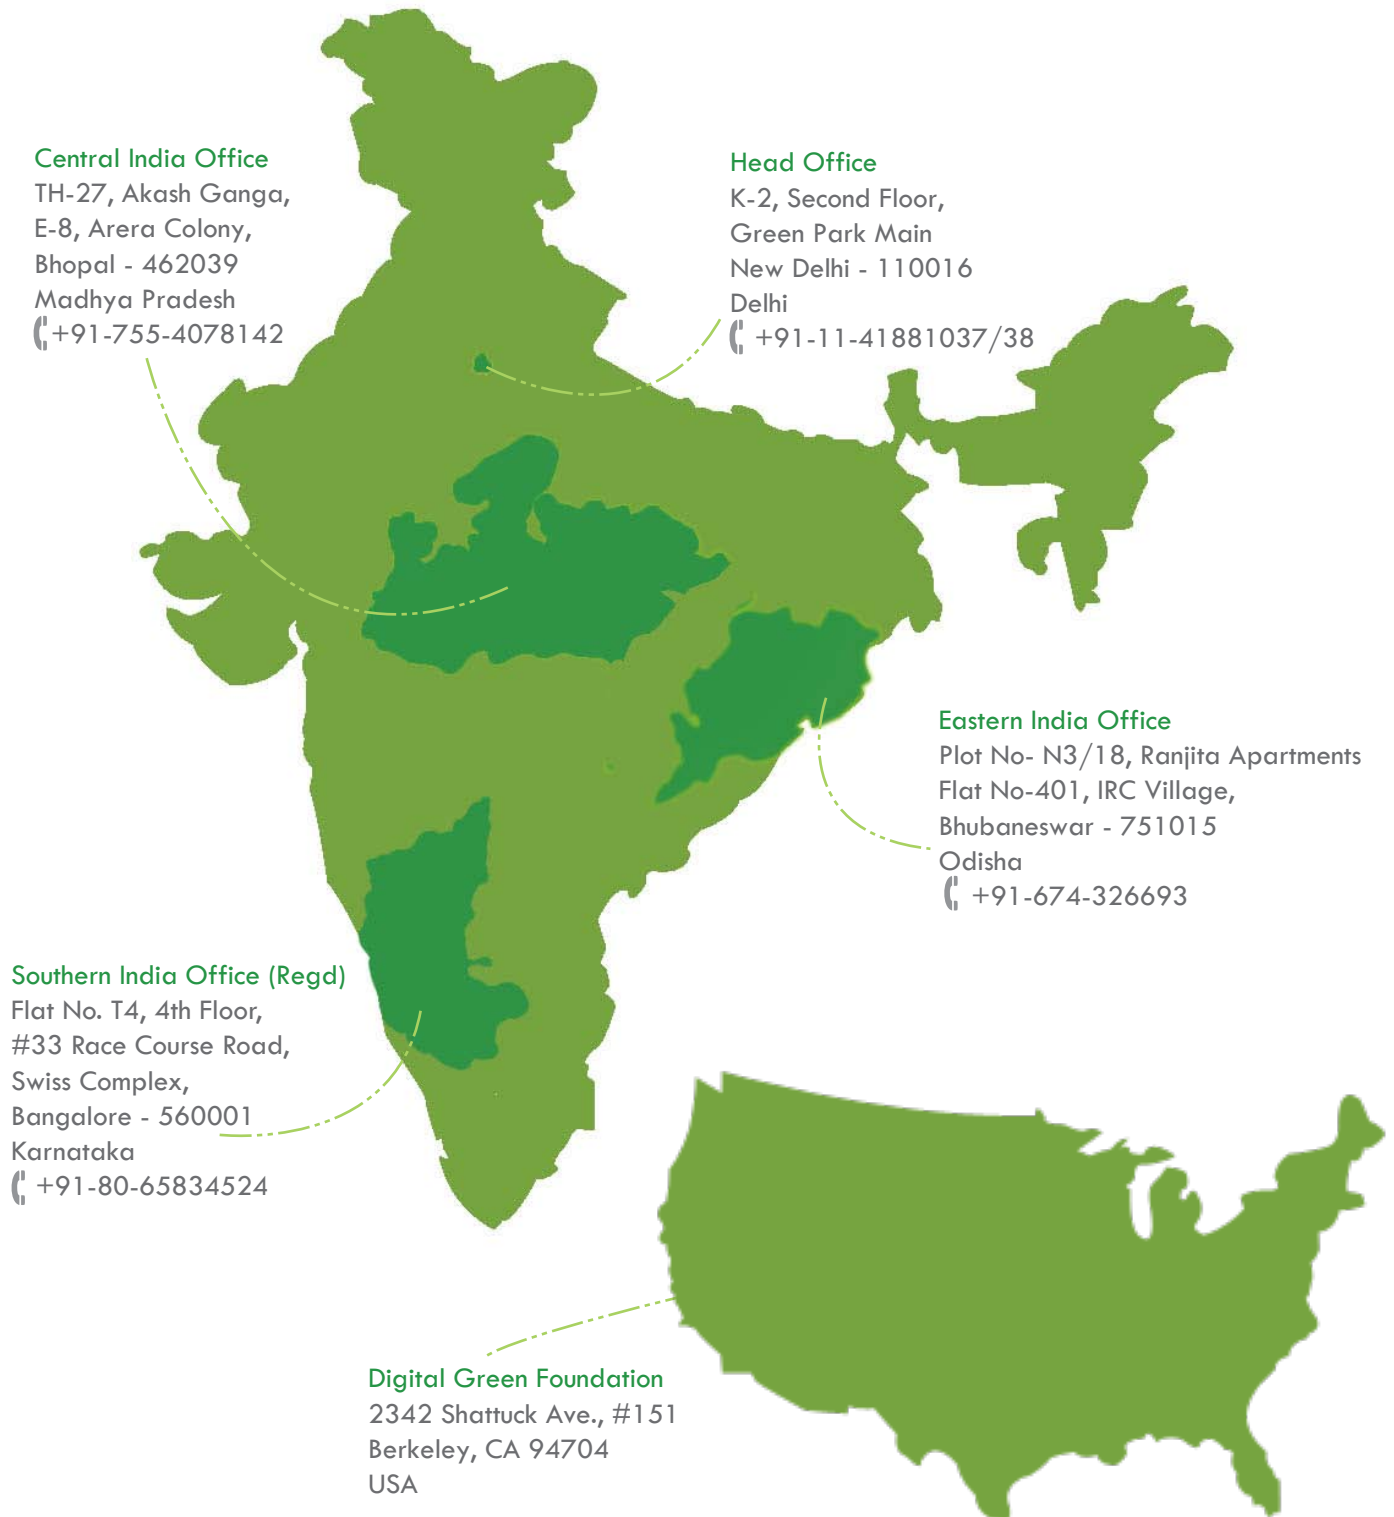 Central India Office
TH-27, Akash Ganga,
E-8, Arera Colony,
Bhopal - 462039
Madhya Pradesh
+91-755-4078142
Head Office
K-2, Second Floor,
Green Park Main
New Delhi - 110016
Delhi
+91-11-41881037/38
Eastern India Office
Plot No- N3/18, Ranjita Apartments
Flat No-401, IRC Village,
Bhubaneswar - 751015
Odisha
+91-674-326693
Southern India Office (Regd)
Flat No. T4, 4th Floor,
#33 Race Course Road,
Swiss Complex,
Bangalore - 560001
Karnataka
+91-80-65834524
Digital Green Foundation
2342 Shattuck Ave., #151
Berkeley, CA 94704
USA